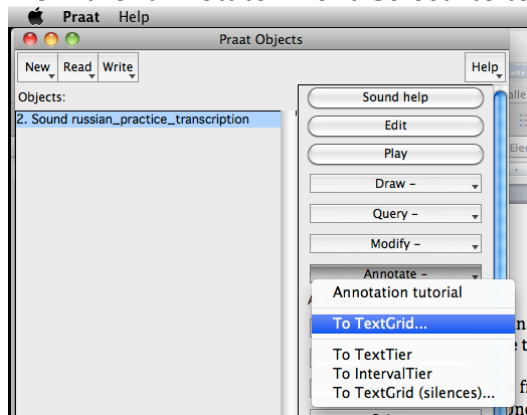 Praat Help
Praat Objects
New Read Write Help
Objects:
2. Sound russian_practice_transcription
Sound help
Edit
Play
Draw –
Query –
Modify –
Annotate –
Annotation tutorial
To TextGrid...
To TextTier
To IntervalTier
To TextGrid (silences)...